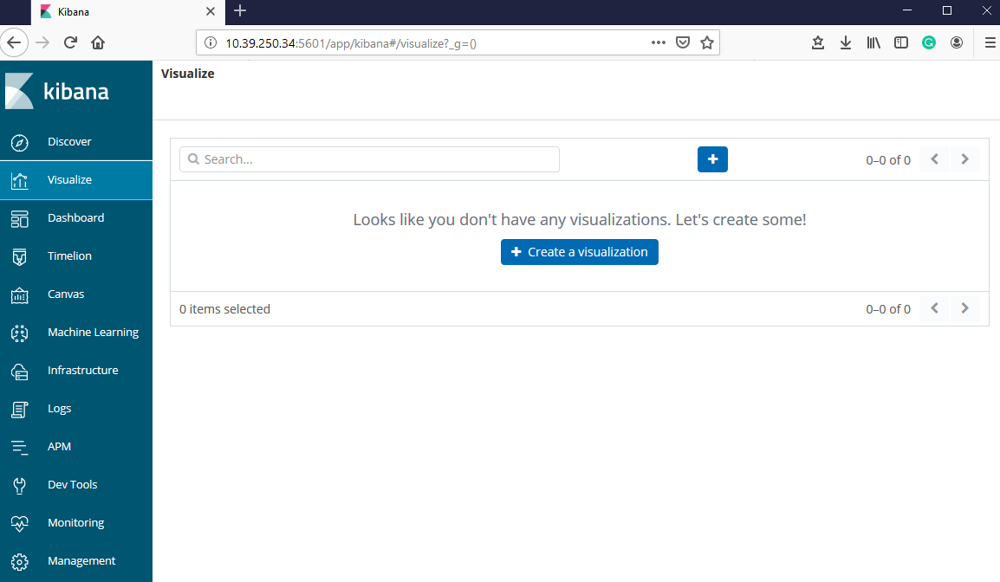 Kibana
10.39.250.34:5601/app/kibana#/visualize?_g=()
kibana
Discover
Visualize
Dashboard
Timelion
Canvas
Machine Learning
Infrastructure
Logs
APM
Dev Tools
Monitoring
Management
Visualize
Search...
0–0 of 0
Looks like you don't have any visualizations. Let's create some!
Create a visualization
0 items selected
0–0 of 0